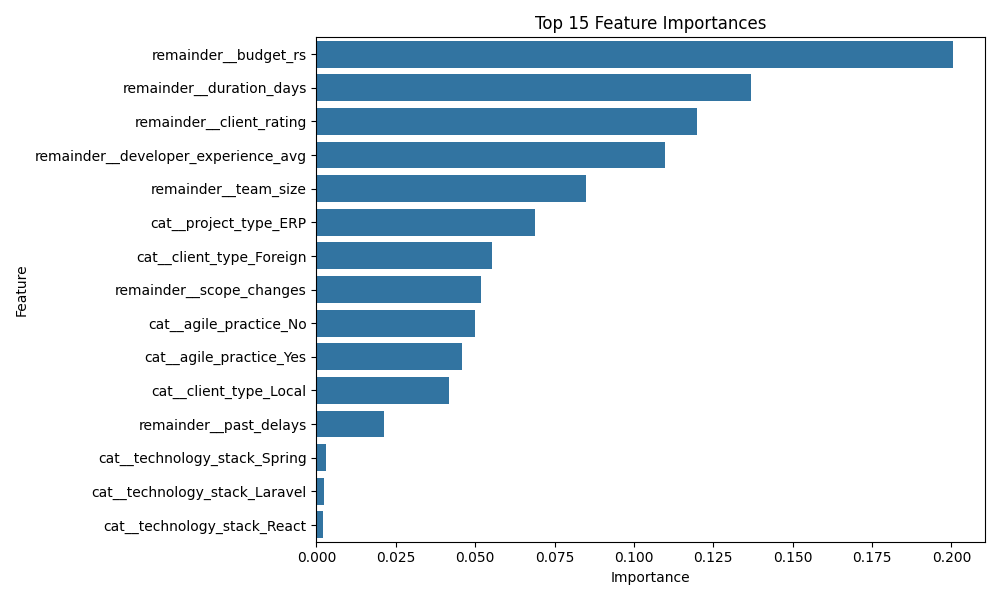 Top 15 Feature Importances
remainder__budget_rs
remainder__duration_days
remainder__client_rating
remainder__developer_experience_avg
remainder__team_size
cat__project_type_ERP
cat__client_type_Foreign
remainder__scope_changes
cat__agile_practice_No
cat__agile_practice_Yes
cat__client_type_Local
remainder__past_delays
cat__technology_stack_Spring
cat__technology_stack_Laravel
cat__technology_stack_React
Feature
0.000 0.025 0.050 0.075 0.100 0.125 0.150 0.175 0.200
Importance